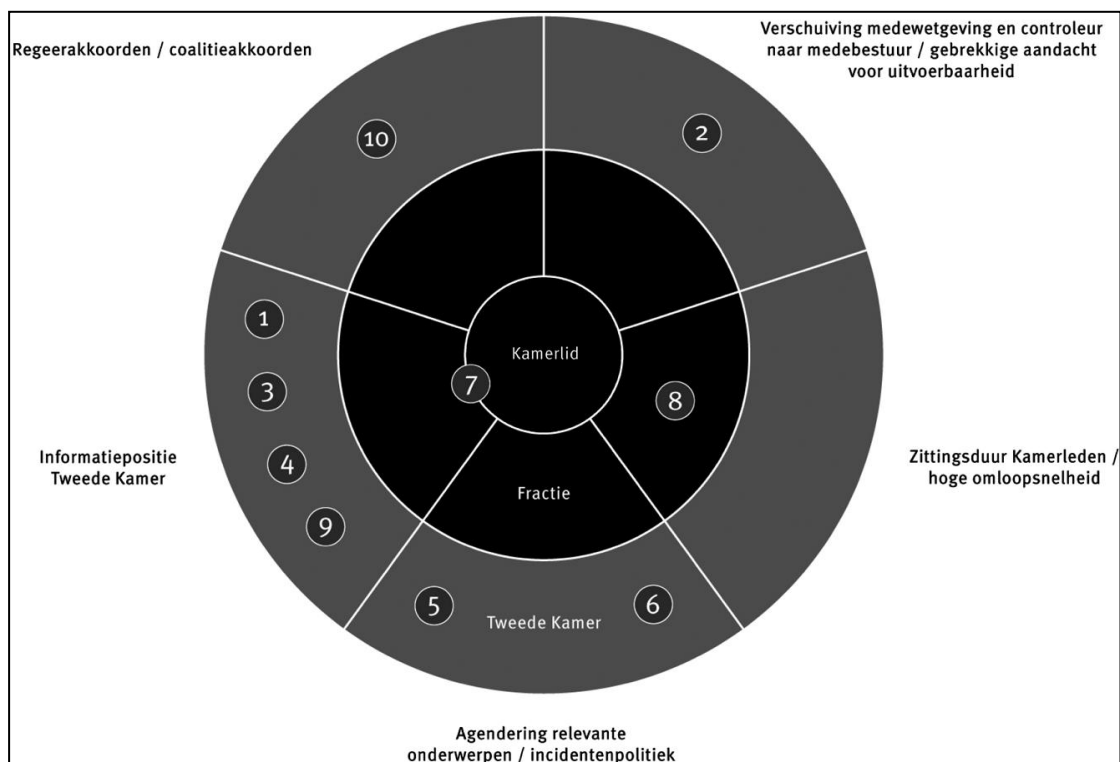 Regeerakkoorden / coalitieakkoorden
Verschuiving medewetgeving en controleur
naar medebestuur / gebrekkige aandacht
voor uitvoerbaarheid
10
2
1
3
4
9
Kamerlid
7
8
Informatiepositie
Tweede Kamer
Zittingsduur Kamerleden /
hoge omloopsnelheid
Fractie
5
Tweede Kamer
6
Agendering relevante
onderwerpen / incidentenpolitiek